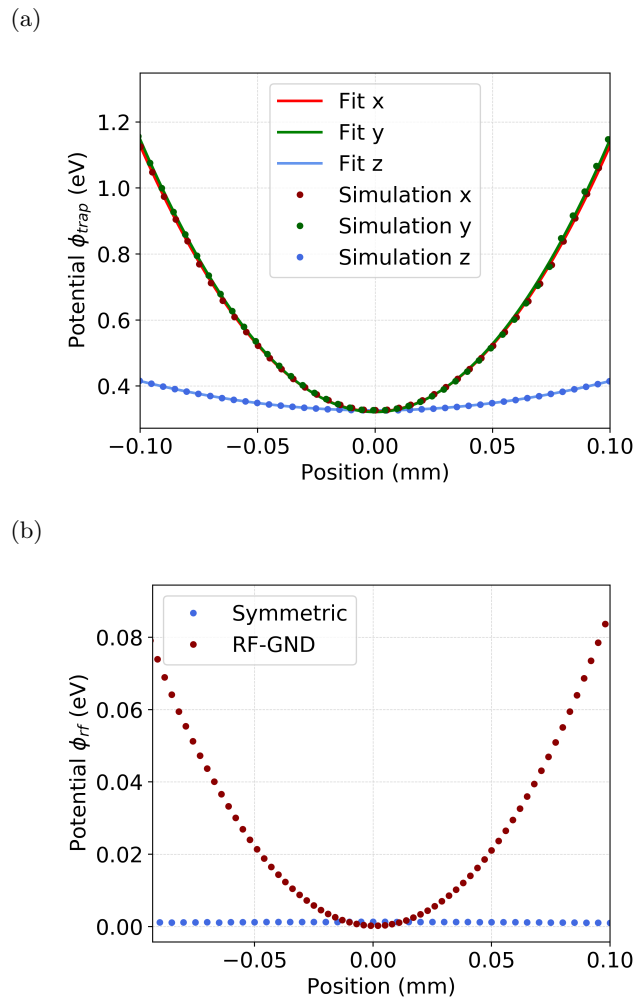 (a)
1.2
1.0
0.8
0.6
0.4
Potential ϕtrap (eV)
Fit x
Fit y
Fit z
Simulation x
Simulation y
Simulation z
−0.10
−0.05
0.00
0.05
0.10
Position (mm)
(b)
0.08
0.06
0.04
0.02
0.00
Potential ϕrf (eV)
Symmetric
RF-GND
−0.05
0.00
0.05
0.10
Position (mm)